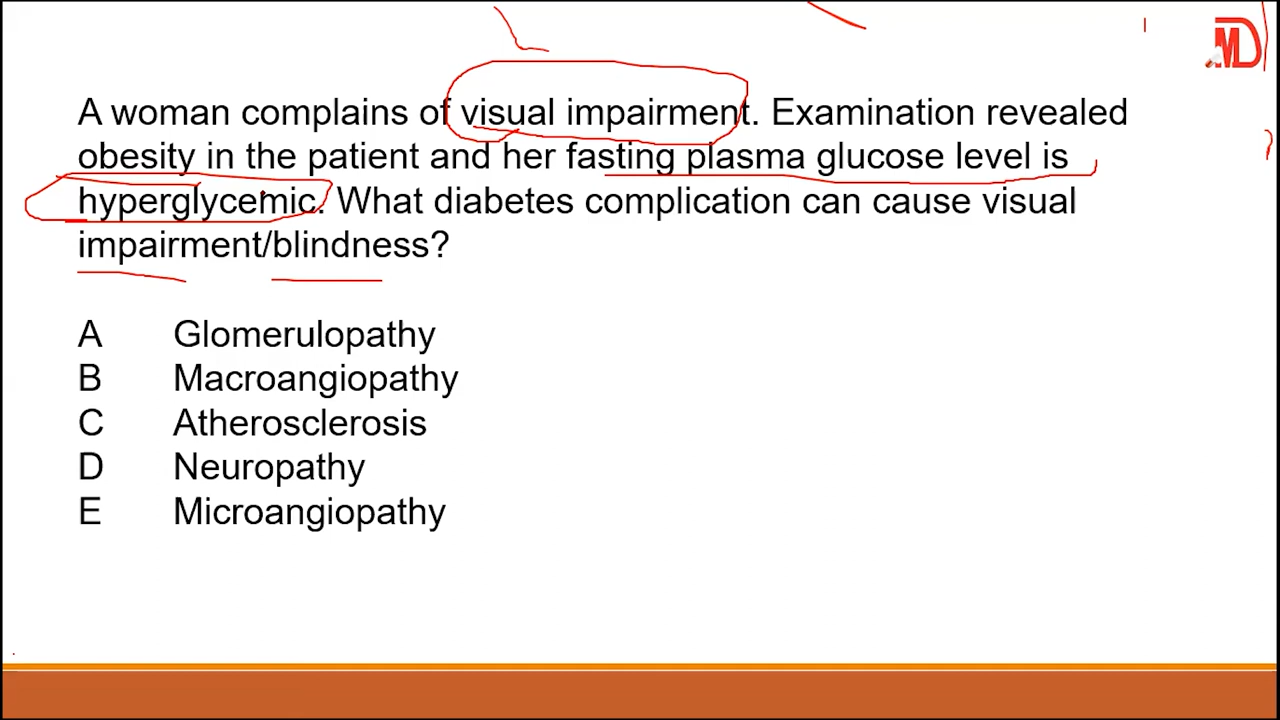 MD
A woman complains of visual impairment. Examination revealed
obesity in the patient and her fasting plasma glucose level is
hyperglycemic. What diabetes complication can cause visual
impairment/blindness?
A Glomerulopathy
B Macroangiopathy
C Atherosclerosis
D Neuropathy
E Microangiopathy